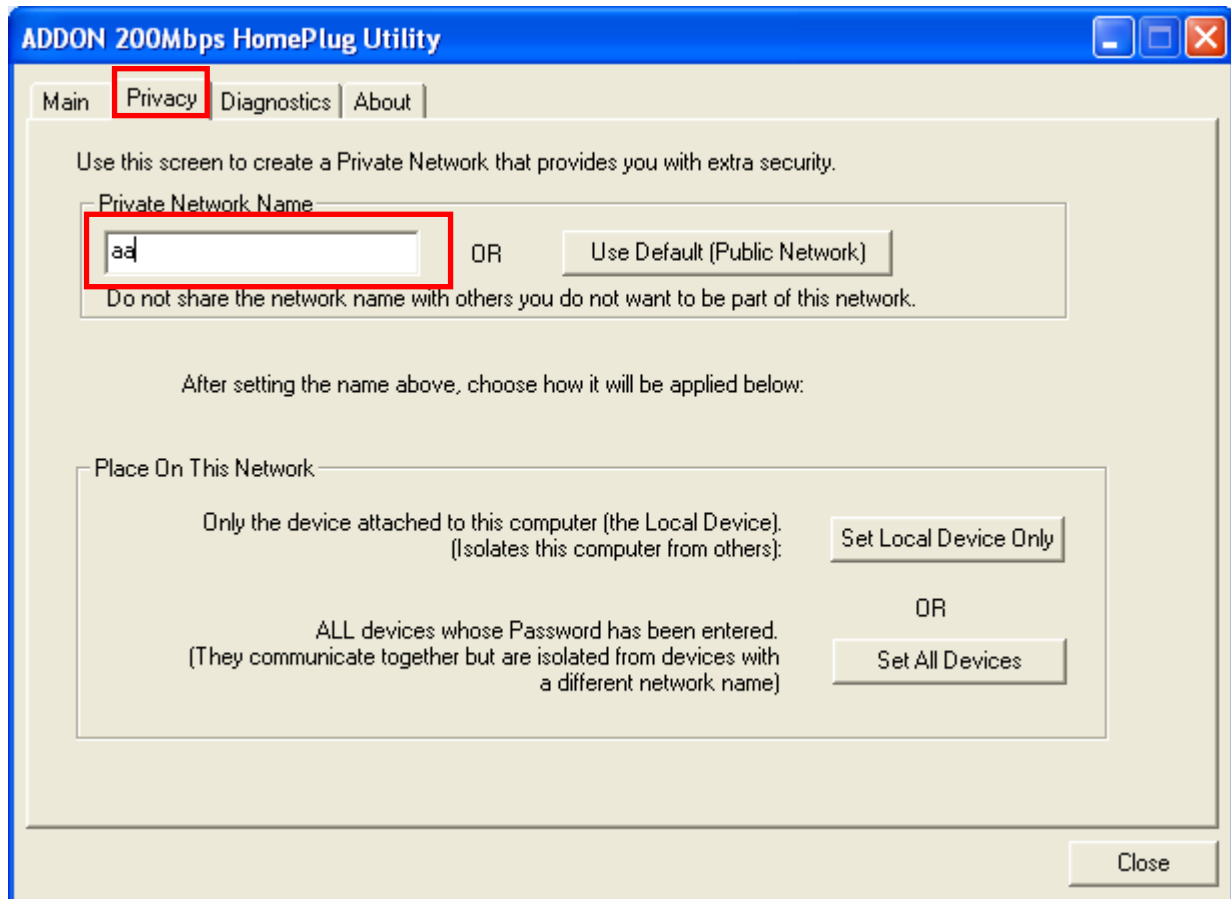 ADDON 200Mbps HomePlug Utility
Main Privacy Diagnostics About
Use this screen to create a Private Network that provides you with extra security.
Private Network Name
aa OR Use Default (Public Network)
Do not share the network name with others you do not want to be part of this network.
After setting the name above, choose how it will be applied below:
Place On This Network
Only the device attached to this computer (the Local Device).
(Isolates this computer from others):
Set Local Device Only
OR
ALL devices whose Password has been entered.
(They communicate together but are isolated from devices with
a different network name)
Set All Devices
Close